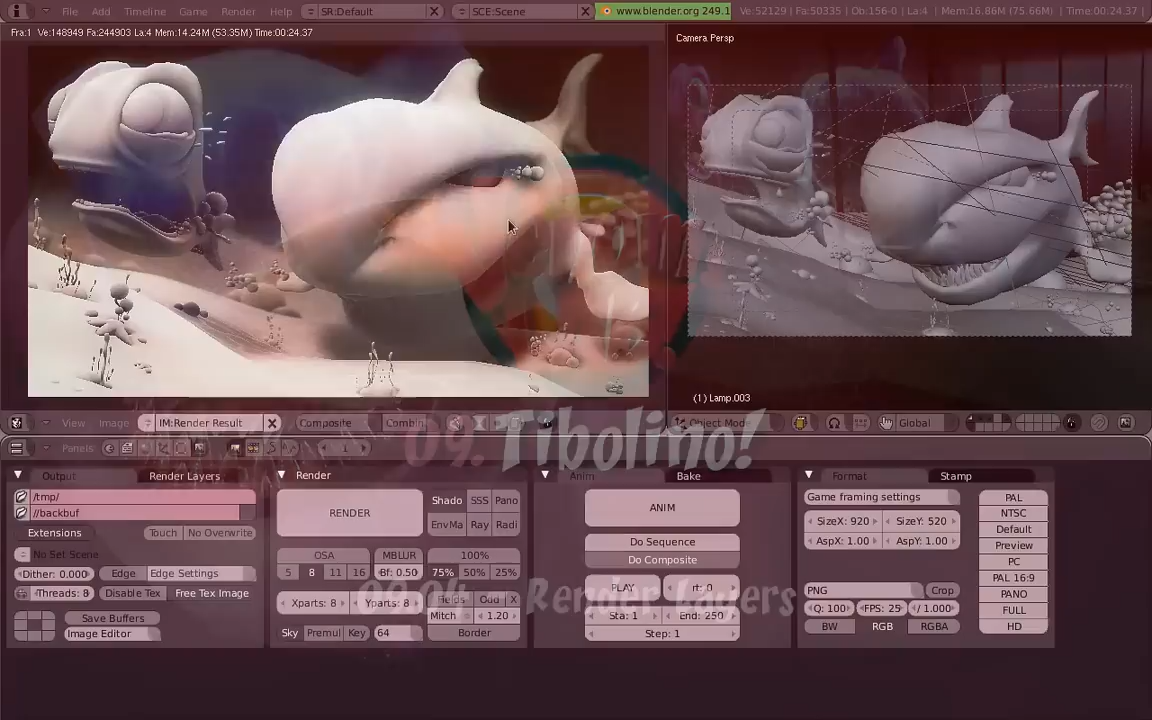 File Add Timeline Game Render Help SR:Default SCE:Scene www.blender.org 249.1 Ve:52129 | Fa:50335 | Ob:156-0 | La:4 | Mem:16.86M (75.66M) | Time:00:24.37 |
Fra:1 Ve:148949 Fa:244903 La:4 Mem:14.24M (53.35M) Time:00:24.37
Camera Persp
(1) Lamp.003
View Image IM:Render Result Composite Combin Object Mode Global
09. Tibolino!
Panels: 1
Output Render Layers
/tmp/
//backbuf
Extensions Touch No Overwrite
No Set Scene
Dither: 0.000 Edge Edge Settings
Threads: 8 Disable Tex Free Tex Image
Save Buffers
Image Editor
Render
RENDER
Shado SSS Pano
EnvMa Ray Radi
OSA MBLUR 100%
5 8 11 16 Bf: 0.50 75% 50% 25%
Xparts: 8 Yparts: 8 Fields Odd X
Mitch 1.20
Sky Premul Key 64 Border
Anim Bake
ANIM
Do Sequence
Do Composite
PLAY rt: 0
Sta: 1 End: 250
Step: 1
Render Layers
Format Stamp
Game framing settings
SizeX: 920 SizeY: 520
AspX: 1.00 AspY: 1.00
PNG Crop
Q: 100 FPS: 25 / 1.000
BW RGB RGBA
PAL
NTSC
Default
Preview
PC
PAL 16:9
PANO
FULL
HD